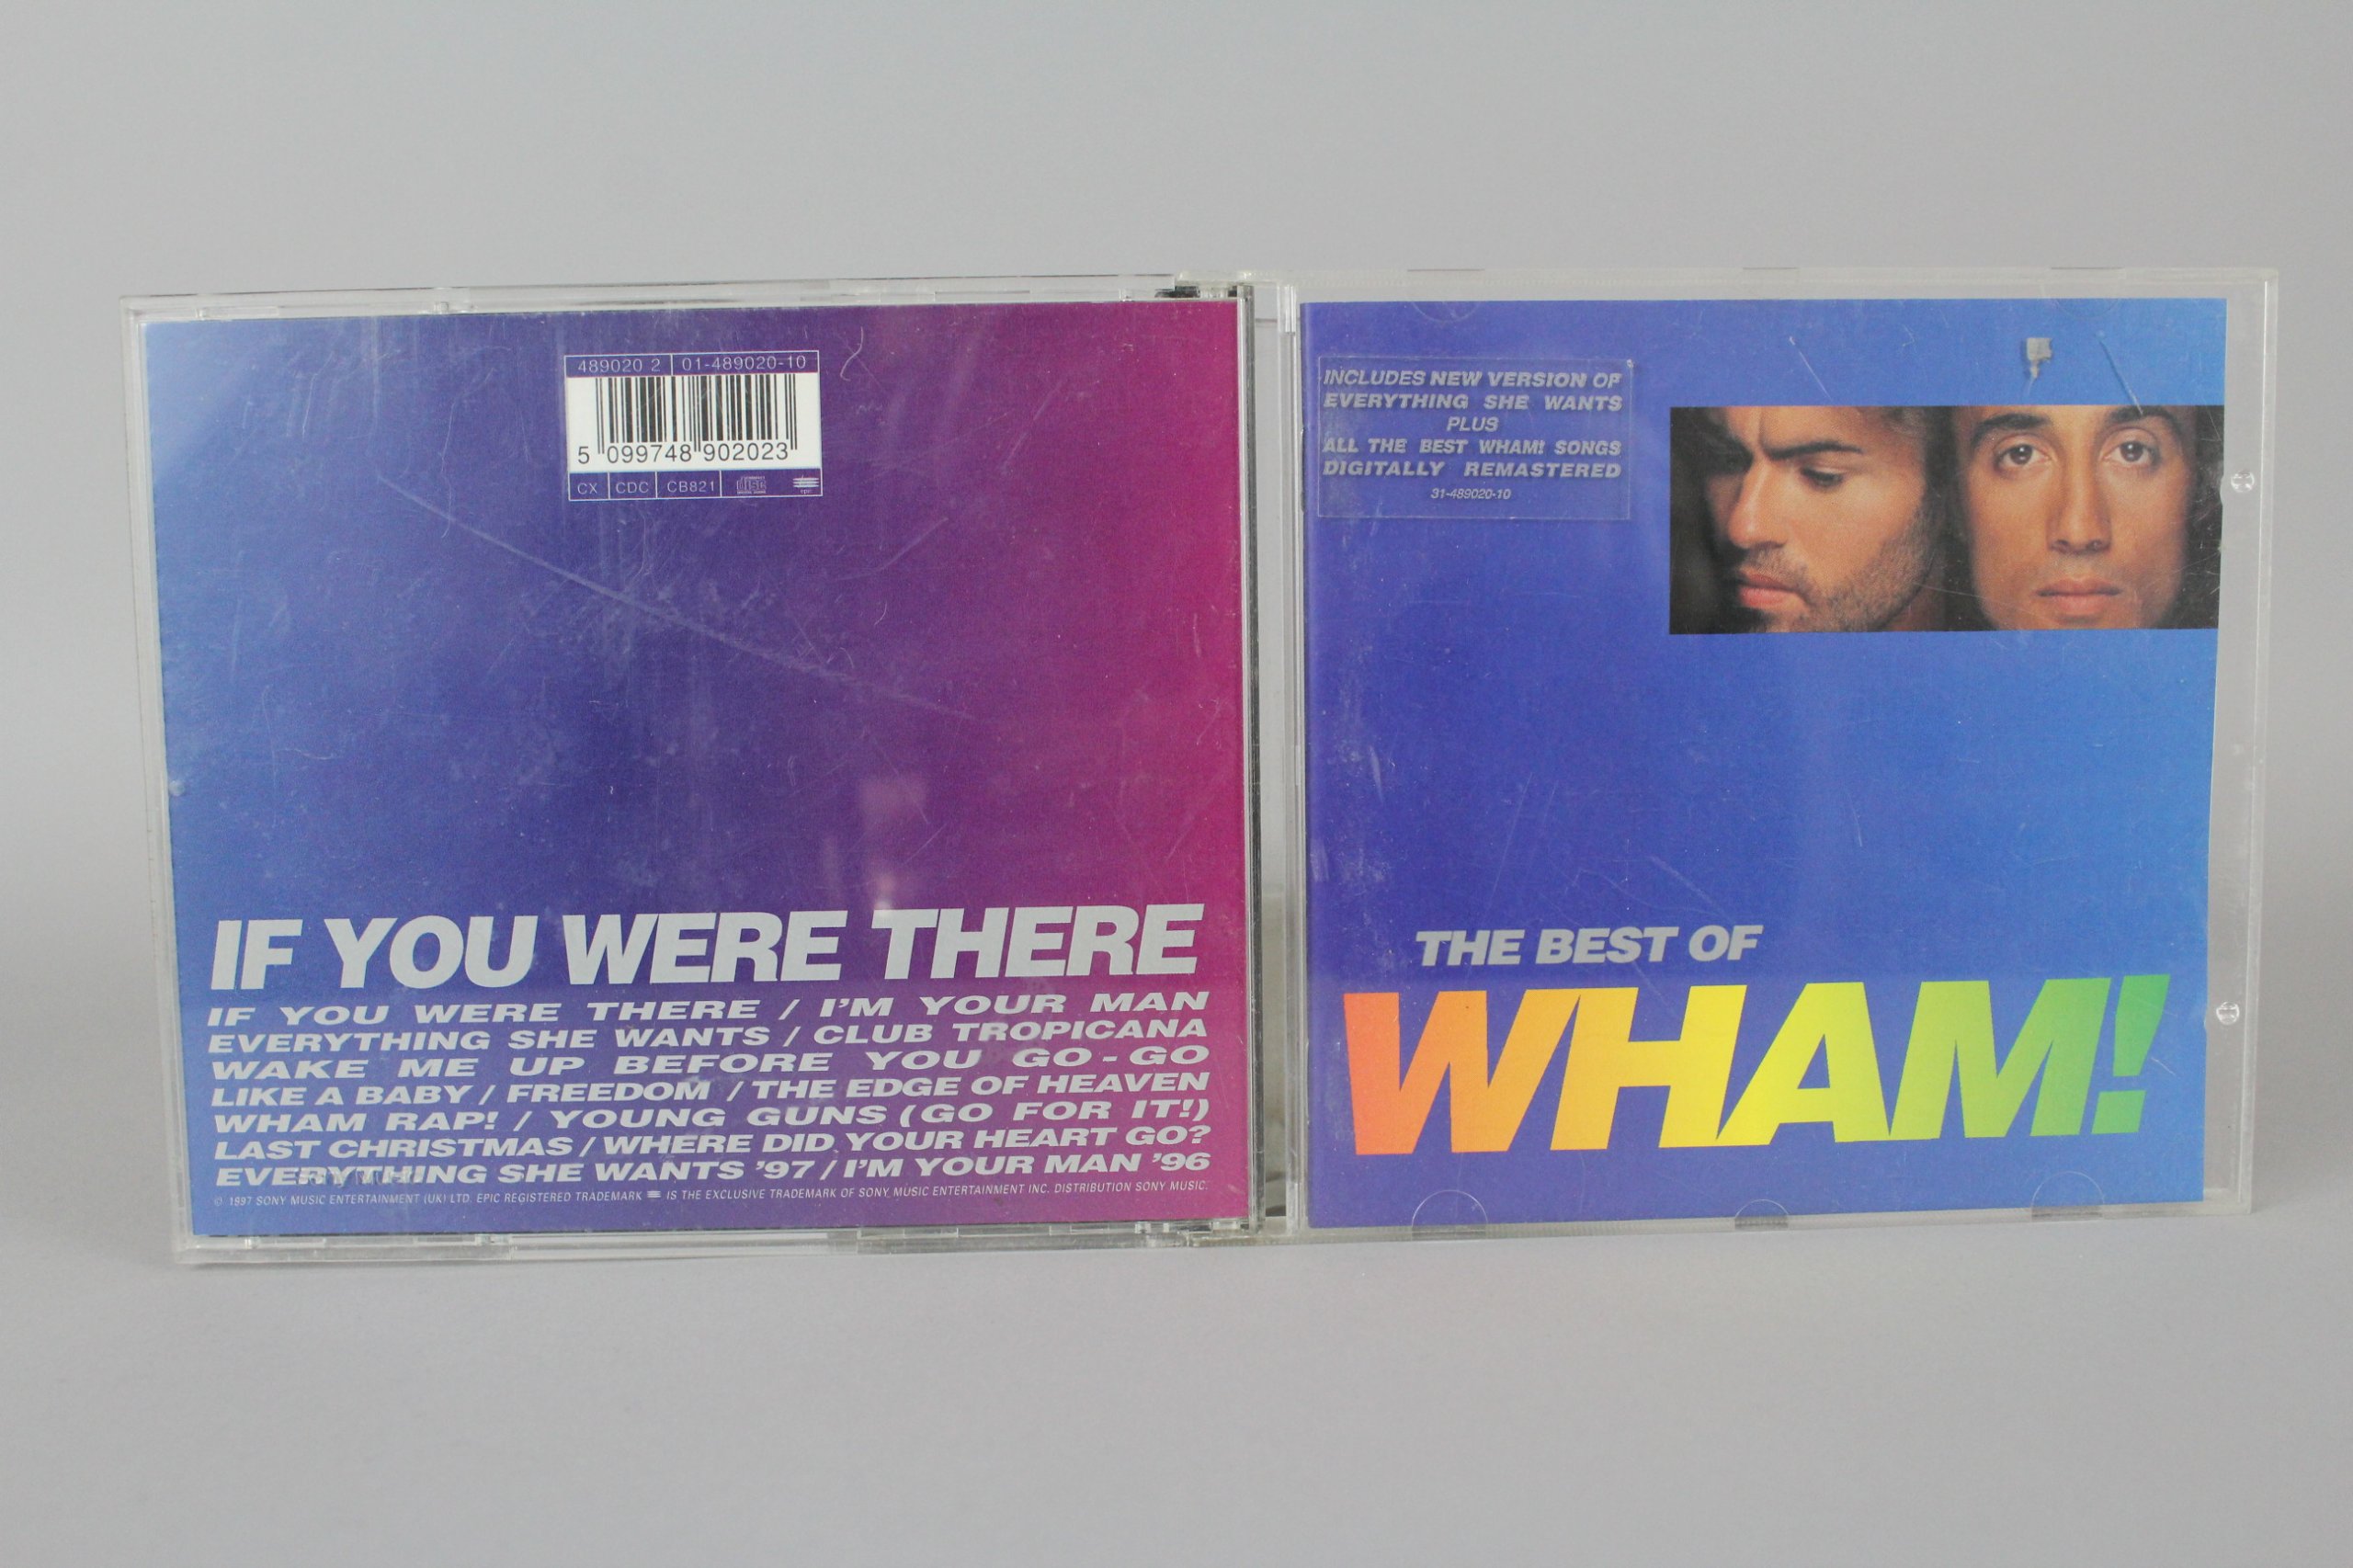 489020 2 01-489020-10
5 099748 902023
CX CDC CB821 disc
IF YOU WERE THERE
IF YOU WERE THERE / I'M YOUR MAN
EVERYTHING SHE WANTS / CLUB TROPICANA
WAKE ME UP BEFORE YOU GO-GO
LIKE A BABY / FREEDOM / THE EDGE OF HEAVEN
WHAM RAP! / YOUNG GUNS (GO FOR IT!)
LAST CHRISTMAS / WHERE DID YOUR HEART GO?
EVERYTHING SHE WANTS '97 / I'M YOUR MAN '96
© 1997 SONY MUSIC ENTERTAINMENT (UK) LTD. EPIC REGISTERED TRADEMARK IS THE EXCLUSIVE TRADEMARK OF SONY MUSIC ENTERTAINMENT INC. DISTRIBUTION SONY MUSIC.
INCLUDES NEW VERSION OF
EVERYTHING SHE WANTS
PLUS
ALL THE BEST WHAM! SONGS
DIGITALLY REMASTERED
31-489020-10
THE BEST OF
WHAM!